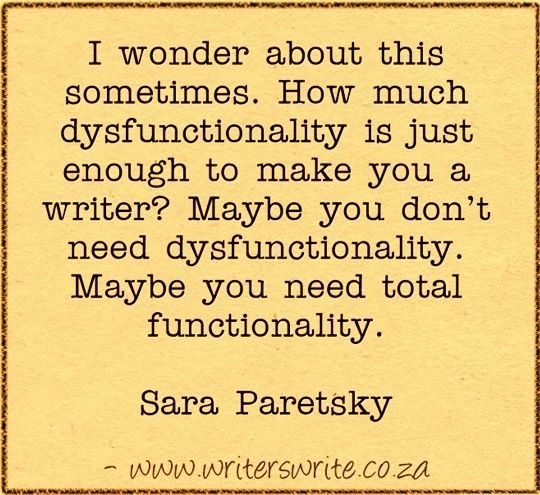 I wonder about this
sometimes. How much
dysfunctionality is just
enough to make you a
writer? Maybe you don't
need dysfunctionality.
Maybe you need total
functionality.
Sara Paretsky
- www.writerswrite.co.za